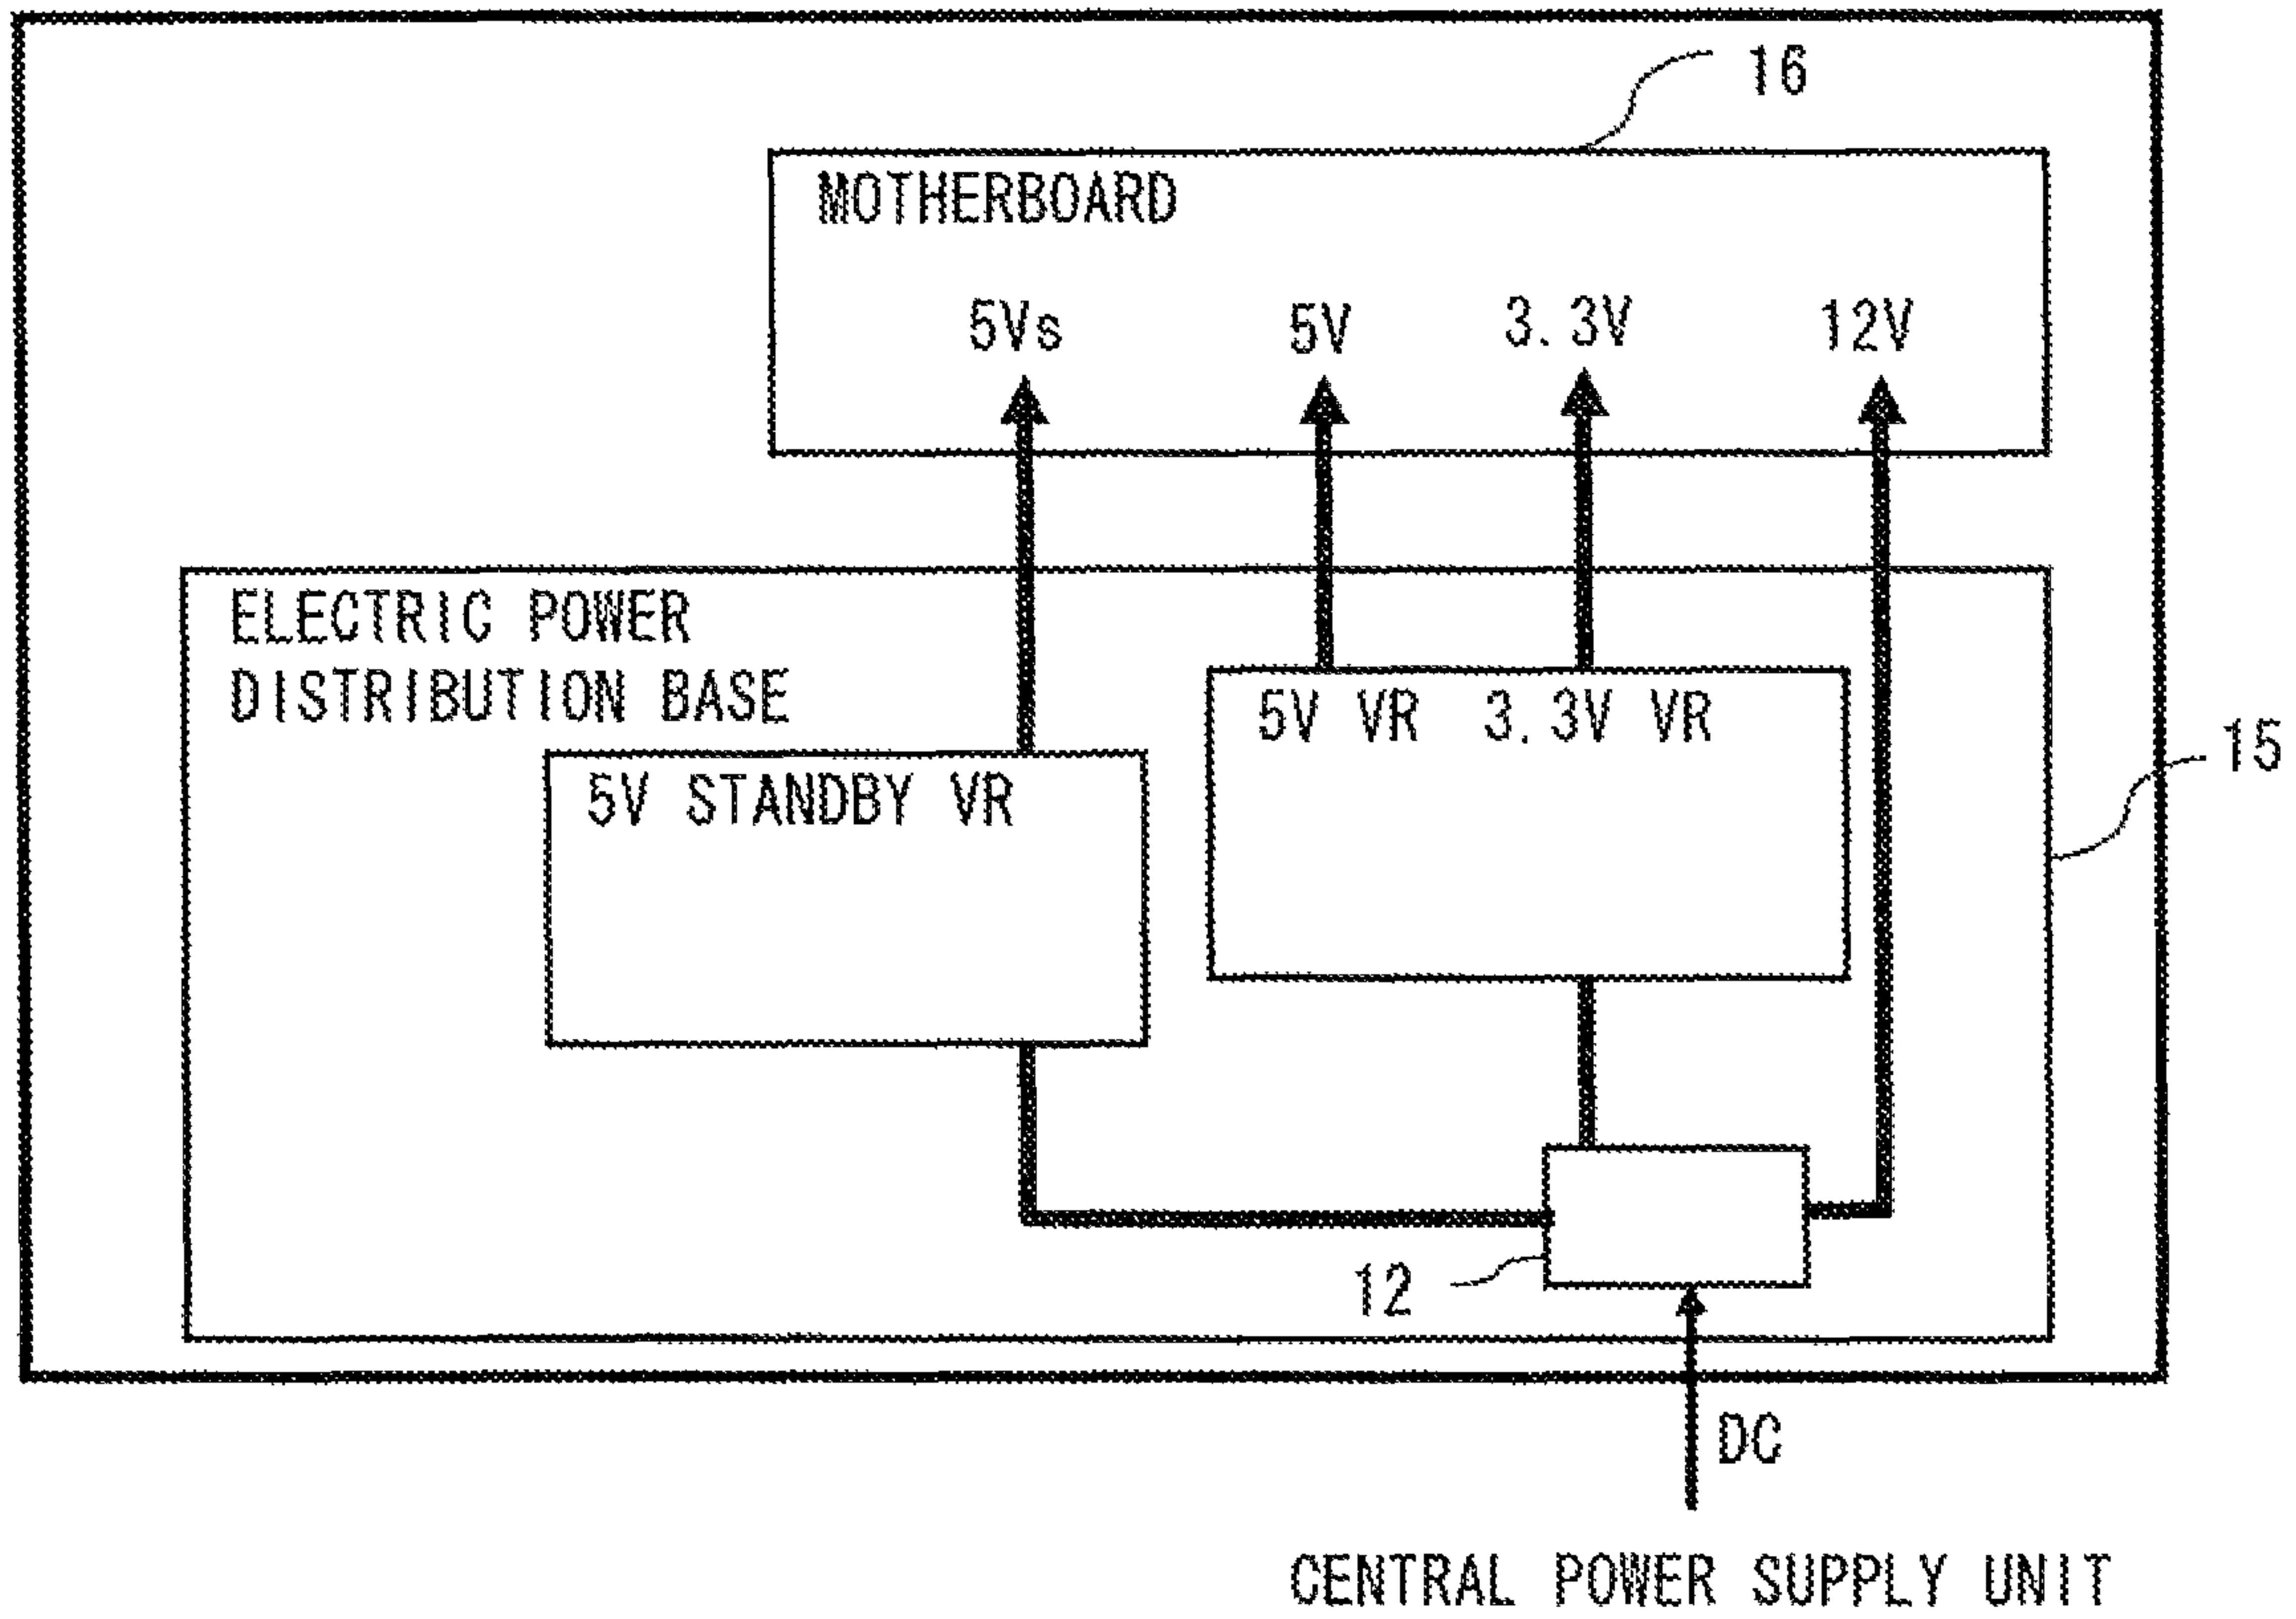 16
MOTHERBOARD
5Vs 5V 3.3V 12V
ELECTRIC POWER
DISTRIBUTION BASE
5V VR 3.3V VR
15
5V STANDBY VR
12
DC
CENTRAL POWER SUPPLY UNIT